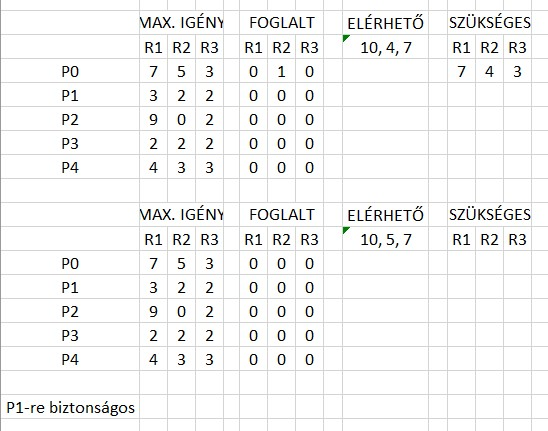 MAX. IGÉNY FOGLALT ELÉRHETŐ SZÜKSÉGES
R1 R2 R3 R1 R2 R3 10, 4, 7 R1 R2 R3
P0 7 5 3 0 1 0 7 4 3
P1 3 2 2 0 0 0
P2 9 0 2 0 0 0
P3 2 2 2 0 0 0
P4 4 3 3 0 0 0
MAX. IGÉNY FOGLALT ELÉRHETŐ SZÜKSÉGES
R1 R2 R3 R1 R2 R3 10, 5, 7 R1 R2 R3
P0 7 5 3 0 0 0
P1 3 2 2 0 0 0
P2 9 0 2 0 0 0
P3 2 2 2 0 0 0
P4 4 3 3 0 0 0
P1-re biztonságos